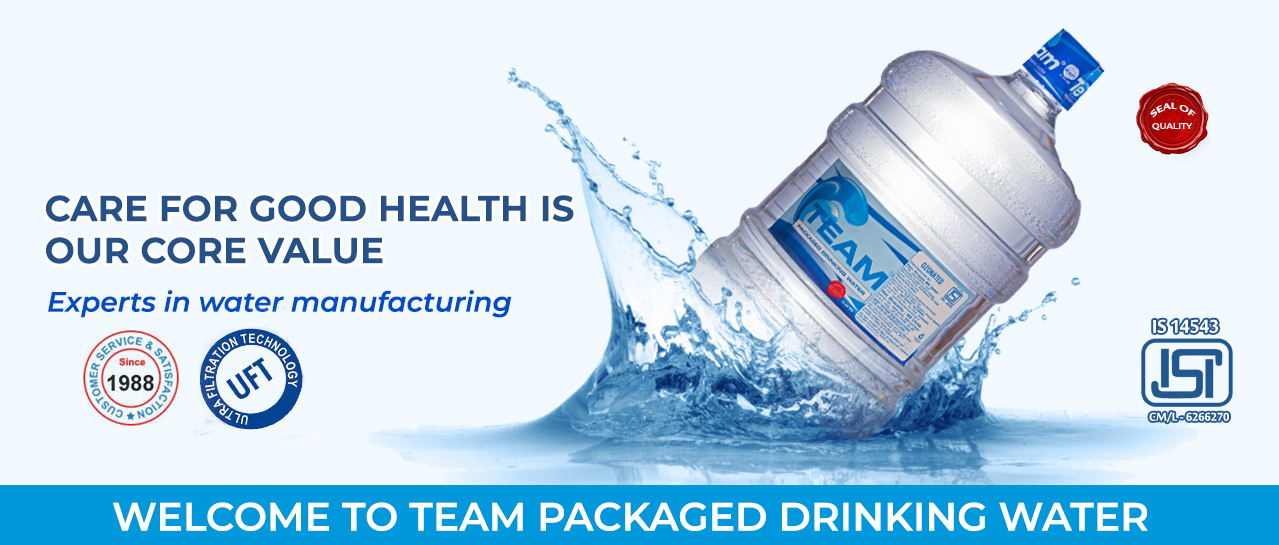 CARE FOR GOOD HEALTH IS
OUR CORE VALUE
Experts in water manufacturing
CUSTOMER SERVICE & SATISFACTION
Since
1988
ULTRA FILTRATION TECHNOLOGY
UFT
Team
TEAM
PACKAGED DRINKING WATER
OZONATED
SEAL OF
QUALITY
IS 14543
ISI
CM/L - 6266270
WELCOME TO TEAM PACKAGED DRINKING WATER